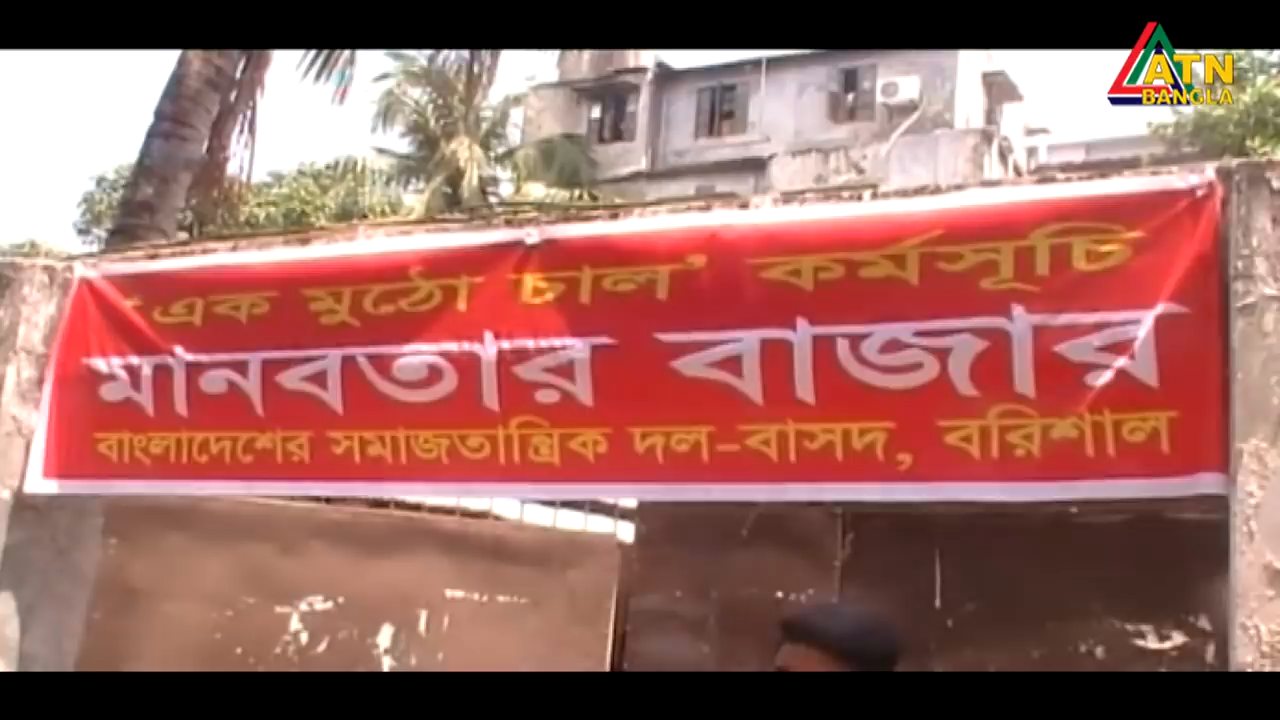 ATN
BANGLA
‘এক মুঠো চাল’ কর্মসূচি
মানবতার বাজার
বাংলাদেশের সমাজতান্ত্রিক দল-বাসদ, বরিশাল